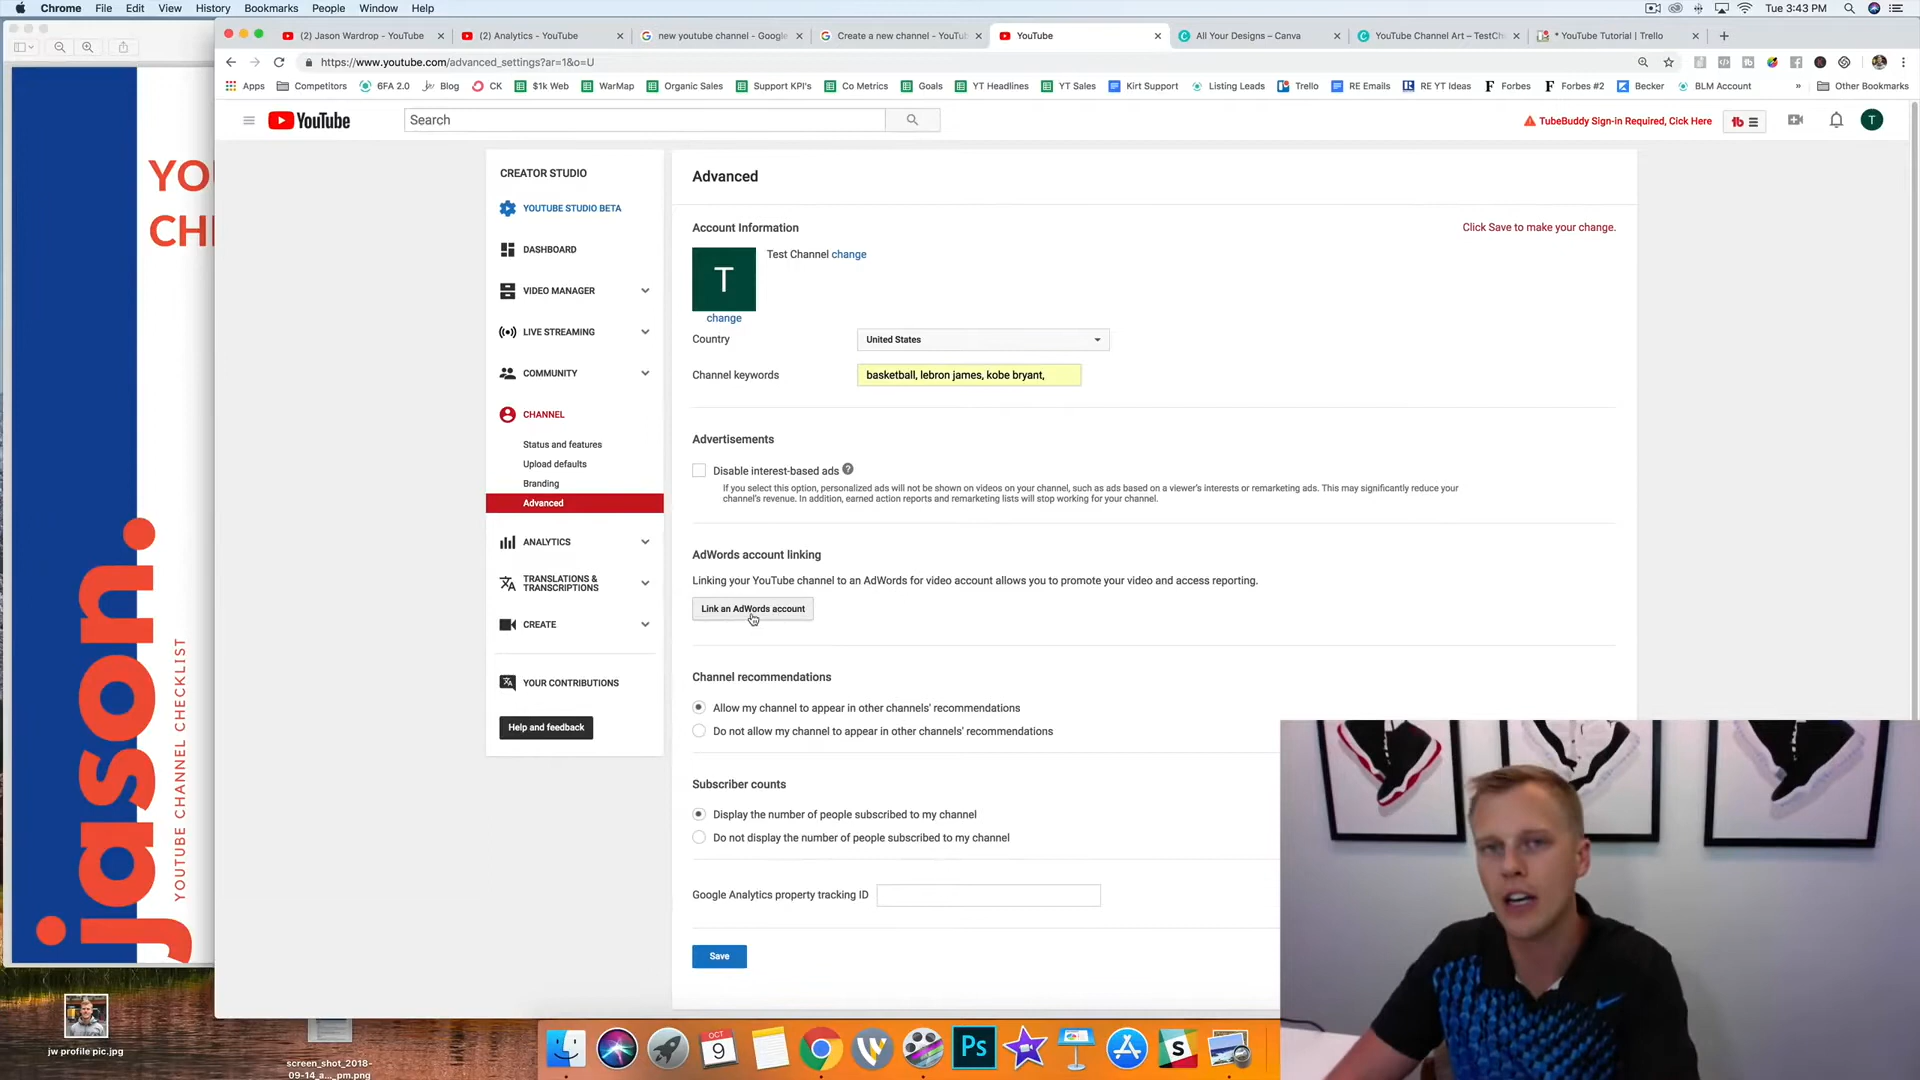 Chrome File Edit View History Bookmarks People Window Help
Tue 3:43 PM
(2) Jason Wardrop - YouTube
(2) Analytics - YouTube
new youtube channel - Google
Create a new channel - YouTu
YouTube
All Your Designs – Canva
YouTube Channel Art – TestCh
* YouTube Tutorial | Trello
https://www.youtube.com/advanced_settings?ar=1&o=U
Apps Competitors 6FA 2.0 Blog CK $1k Web WarMap Organic Sales Support KPI's Co Metrics Goals YT Headlines YT Sales Kirt Support Listing Leads Trello RE Emails RE YT Ideas Forbes Forbes #2 Becker BLM Account » Other Bookmarks
YouTube
Search
TubeBuddy Sign-in Required, Cick Here
tb
T
YO
CH
jason.
YOUTUBE CHANNEL CHECKLIST
CREATOR STUDIO
YOUTUBE STUDIO BETA
DASHBOARD
VIDEO MANAGER
LIVE STREAMING
COMMUNITY
CHANNEL
Status and features
Upload defaults
Branding
Advanced
ANALYTICS
TRANSLATIONS &
TRANSCRIPTIONS
CREATE
YOUR CONTRIBUTIONS
Help and feedback
Advanced
Account Information
Click Save to make your change.
T
Test Channel change
change
Country
United States
Channel keywords
basketball, lebron james, kobe bryant,
Advertisements
Disable interest-based ads ?
If you select this option, personalized ads will not be shown on videos on your channel, such as ads based on a viewer's interests or remarketing ads. This may significantly reduce your
channel's revenue. In addition, earned action reports and remarketing lists will stop working for your channel.
AdWords account linking
Linking your YouTube channel to an AdWords for video account allows you to promote your video and access reporting.
Link an AdWords account
Channel recommendations
Allow my channel to appear in other channels' recommendations
Do not allow my channel to appear in other channels' recommendations
Subscriber counts
Display the number of people subscribed to my channel
Do not display the number of people subscribed to my channel
Google Analytics property tracking ID
Save
jw profile pic.jpg
screen_shot_2018-
09-14_a..._pm.png
OCT
9
Ps
S